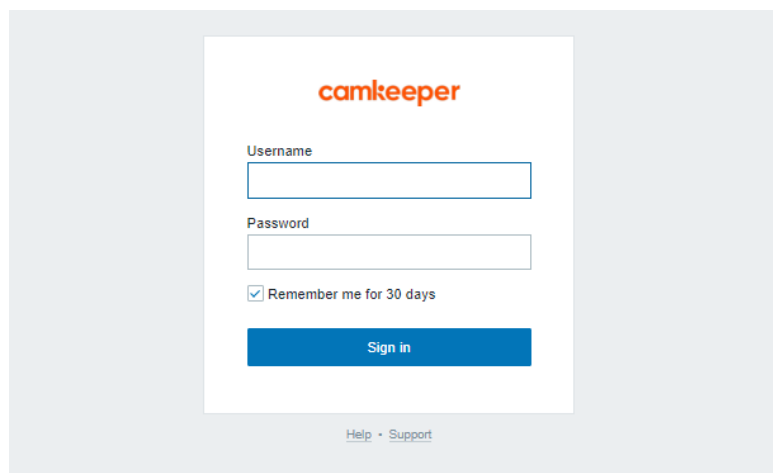 camkeeper
Username
Password
Remember me for 30 days
Sign in
Help • Support